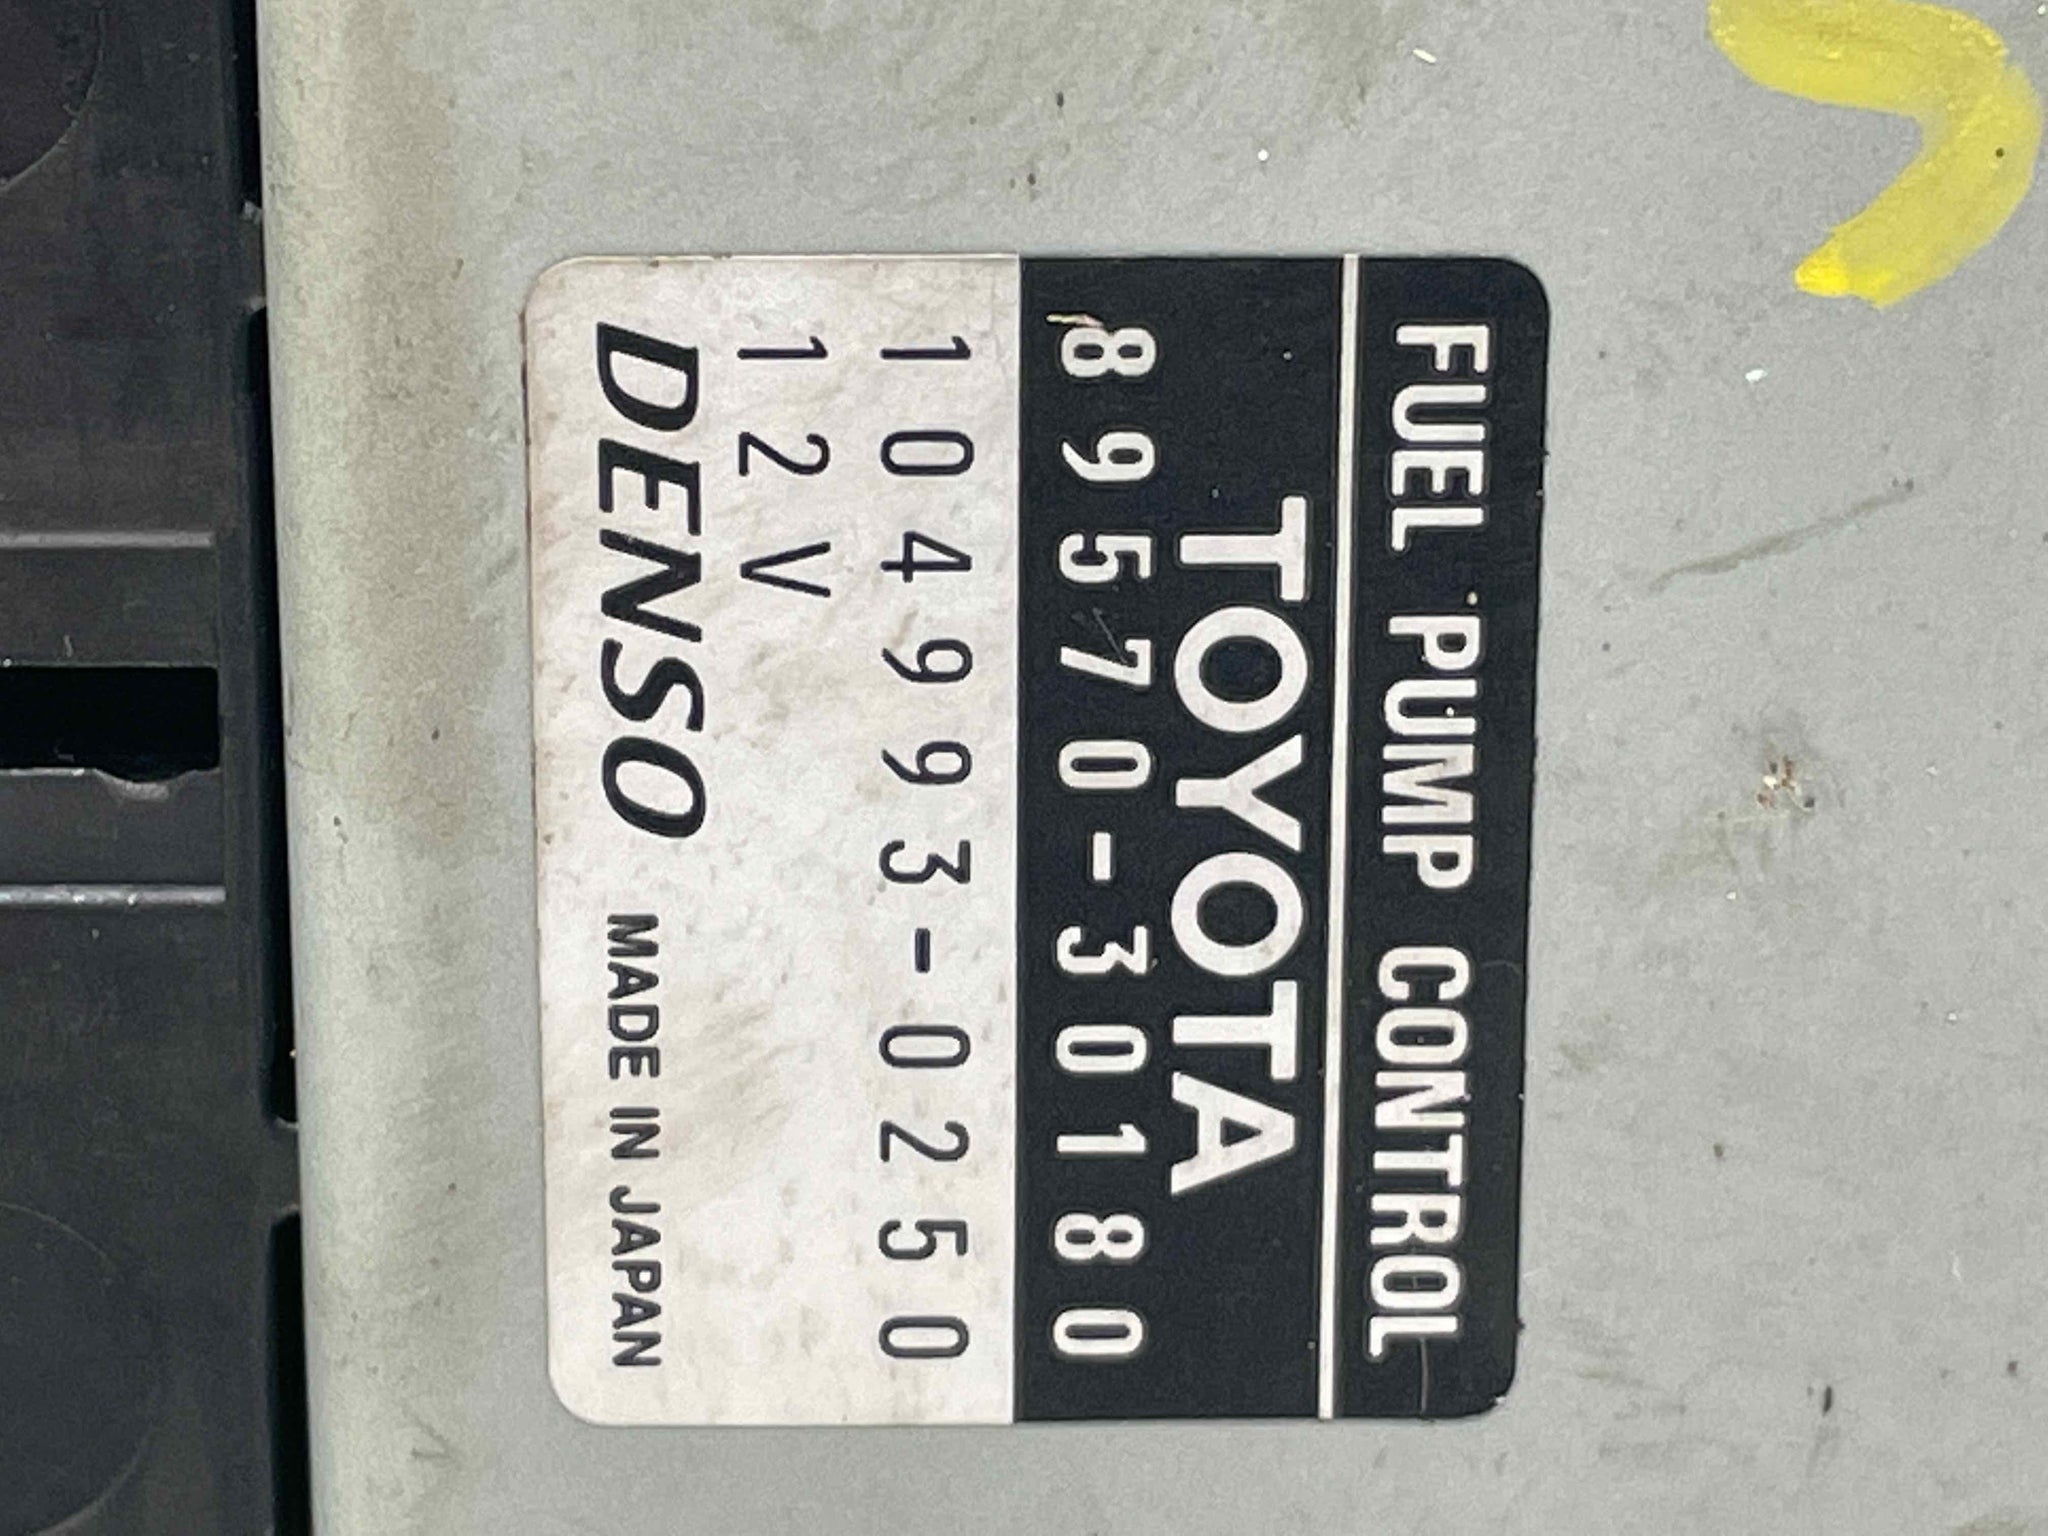 FUEL PUMP CONTROL
TOYOTA
89570-30180
104993-0250
12V
DENSO MADE IN JAPAN